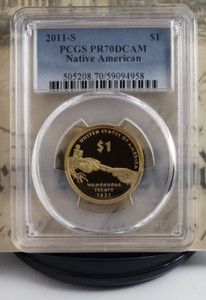 2011-S $1
PCGS PR70DCAM
Native American
505208.70/59094958
UNITED STATES OF AMERICA
$1
WAMPANOAG
TREATY
1621